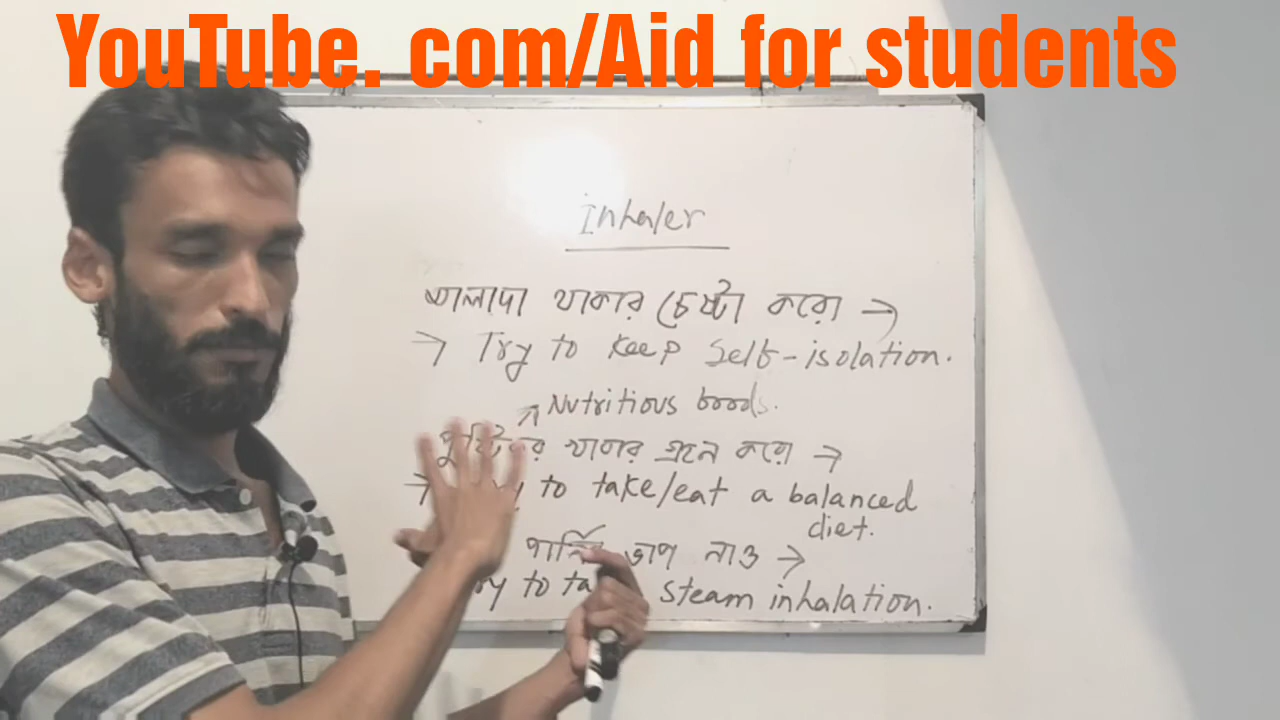 YouTube. com/Aid for students
Inhaler
আলাদা থাকার চেষ্টা করো →
→ Try to keep self-isolation.
↗ Nutritious foods.
পুষ্টিকর খাবার গ্রহন করো →
→ to take/eat a balanced
diet.
ভাপ নাও →
to steam inhalation.